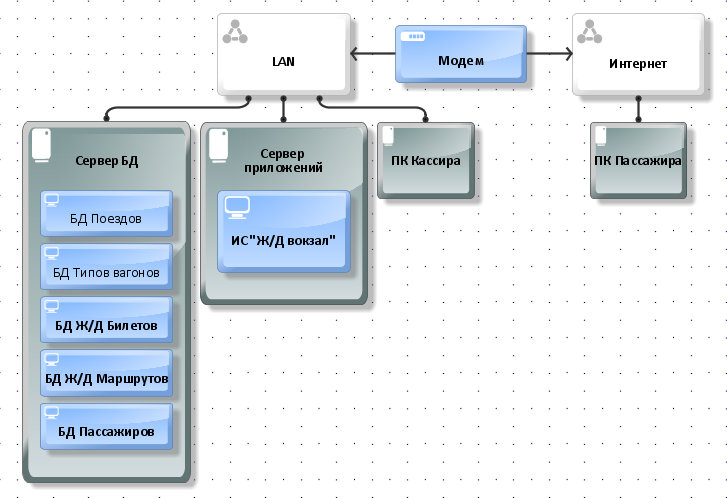 LAN
Модем
Интернет
Сервер БД
Сервер
приложений
ПК Кассира
ПК Пассажира
БД Поездов
БД Типов вагонов
БД Ж/Д Билетов
БД Ж/Д Маршрутов
БД Пассажиров
ИС"Ж/Д вокзал"